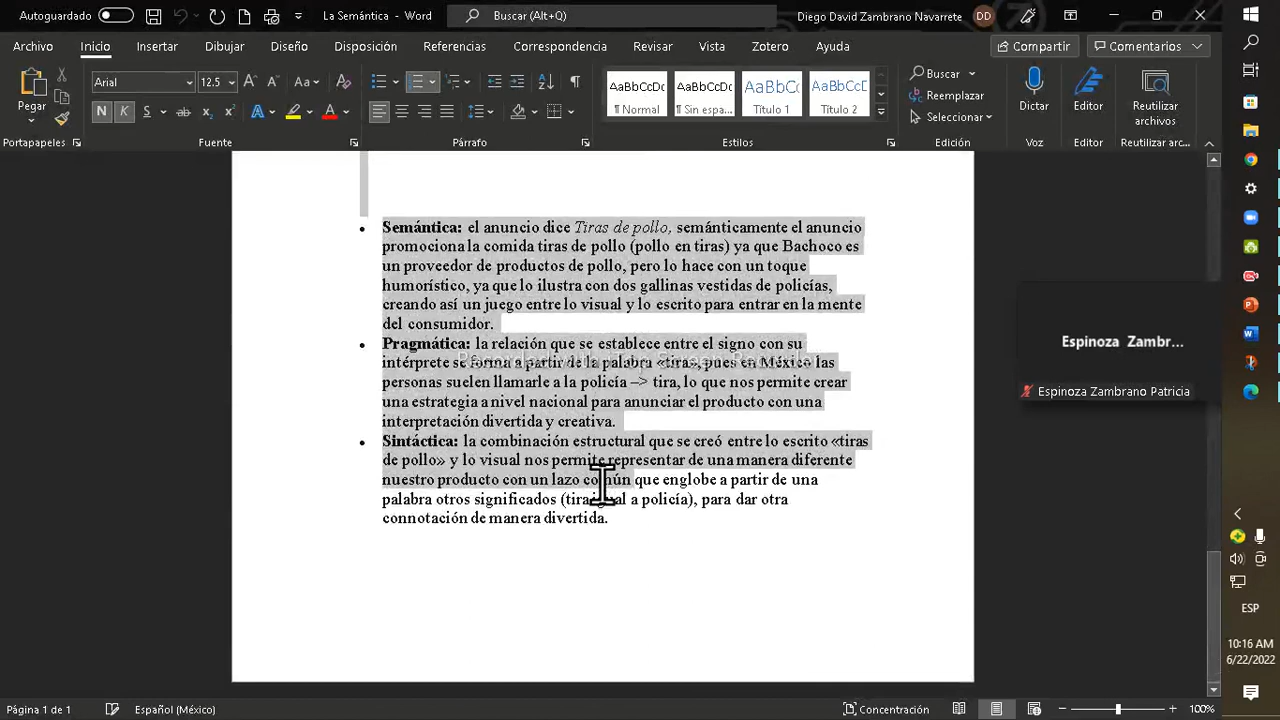 Autoguardado
La Semántica - Word
Buscar (Alt+Q)
Diego David Zambrano Navarrete
DD
Archivo Inicio Insertar Dibujar Diseño Disposición Referencias Correspondencia Revisar Vista Zotero Ayuda
Compartir
Comentarios
Pegar
Arial
12.5
N K S
Portapapeles
Fuente
Párrafo
AaBbCcDc
¶ Normal
AaBbCcDc
¶ Sin espa...
AaBbC
Título 1
AaBbCcD
Título 2
Estilos
Buscar
Reemplazar
Seleccionar
Edición
Dictar
Voz
Editor
Editor
Reutilizar
archivos
Reutilizar arc...
• Semántica: el anuncio dice Tiras de pollo, semánticamente el anuncio
promociona la comida tiras de pollo (pollo en tiras) ya que Bachoco es
un proveedor de productos de pollo, pero lo hace con un toque
humorístico, ya que lo ilustra con dos gallinas vestidas de policías,
creando así un juego entre lo visual y lo escrito para entrar en la mente
del consumidor.
• Pragmática: la relación que se establece entre el signo con su
intérprete se forma a partir de la palabra «tira», pues en México las
personas suelen llamarle a la policía –> tira, lo que nos permite crear
una estrategia a nivel nacional para anunciar el producto con una
interpretación divertida y creativa.
• Sintáctica: la combinación estructural que se creó entre lo escrito «tiras
de pollo» y lo visual nos permite representar de una manera diferente
nuestro producto con un lazo común que englobe a partir de una
palabra otros significados (tira igual a policía), para dar otra
connotación de manera divertida.
Espinoza Zambr...
Espinoza Zambrano Patricia
ESP
10:16 AM
6/22/2022
Página 1 de 1
Español (México)
Concentración
100%